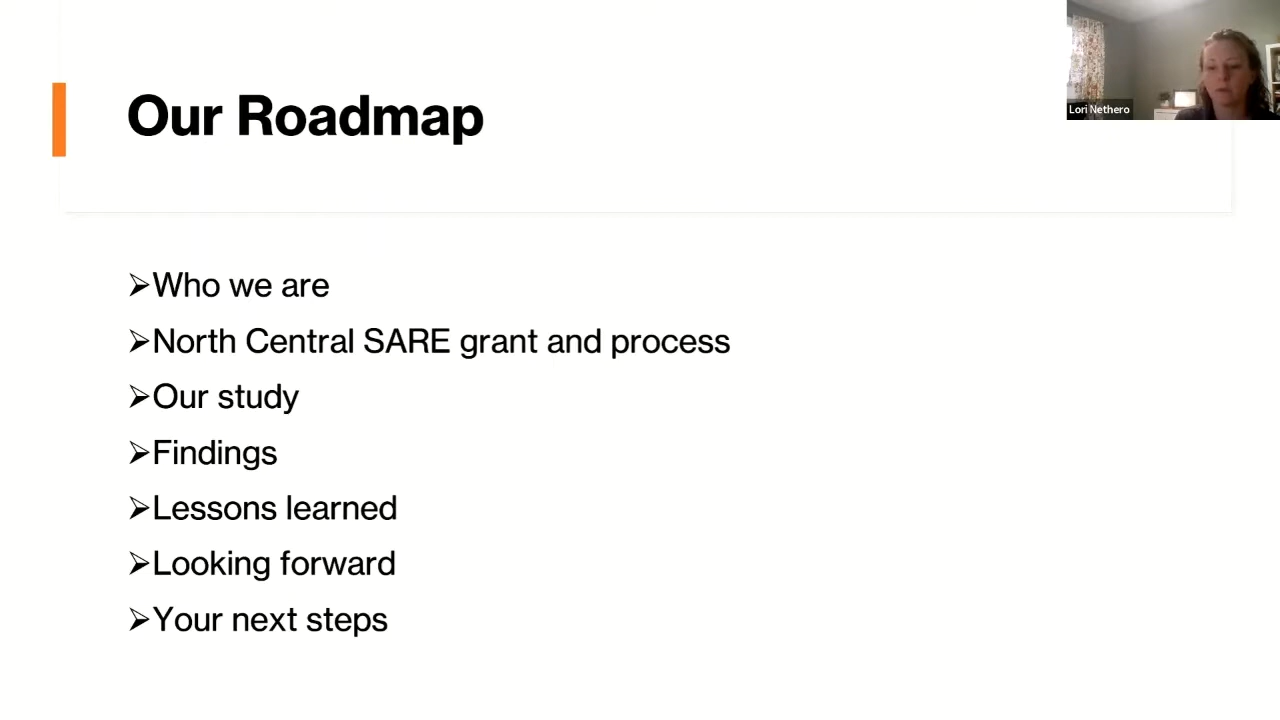 Our Roadmap
Lori Nethero
➢Who we are
➢North Central SARE grant and process
➢Our study
➢Findings
➢Lessons learned
➢Looking forward
➢Your next steps